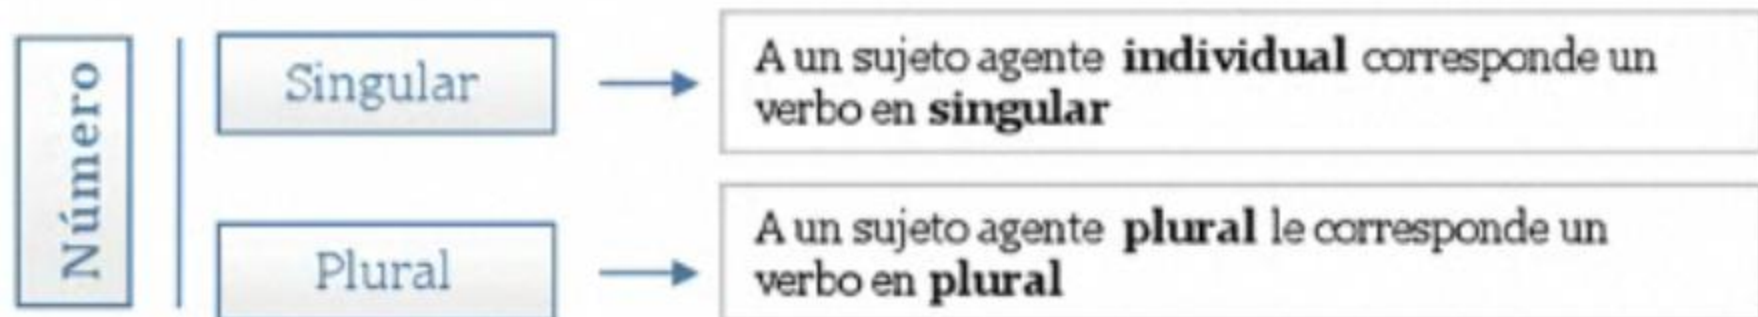 Número
Singular
A un sujeto agente individual corresponde un
verbo en singular
Plural
A un sujeto agente plural le corresponde un
verbo en plural